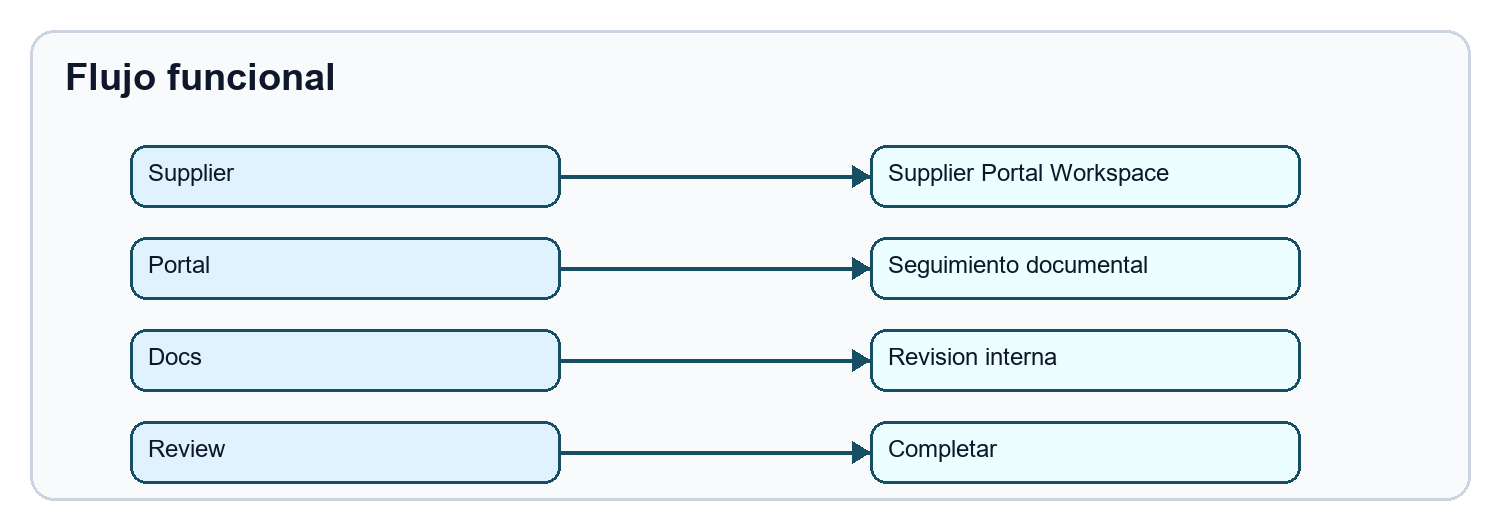 Flujo funcional
Supplier
Supplier Portal Workspace
Portal
Seguimiento documental
Docs
Revision interna
Review
Completar